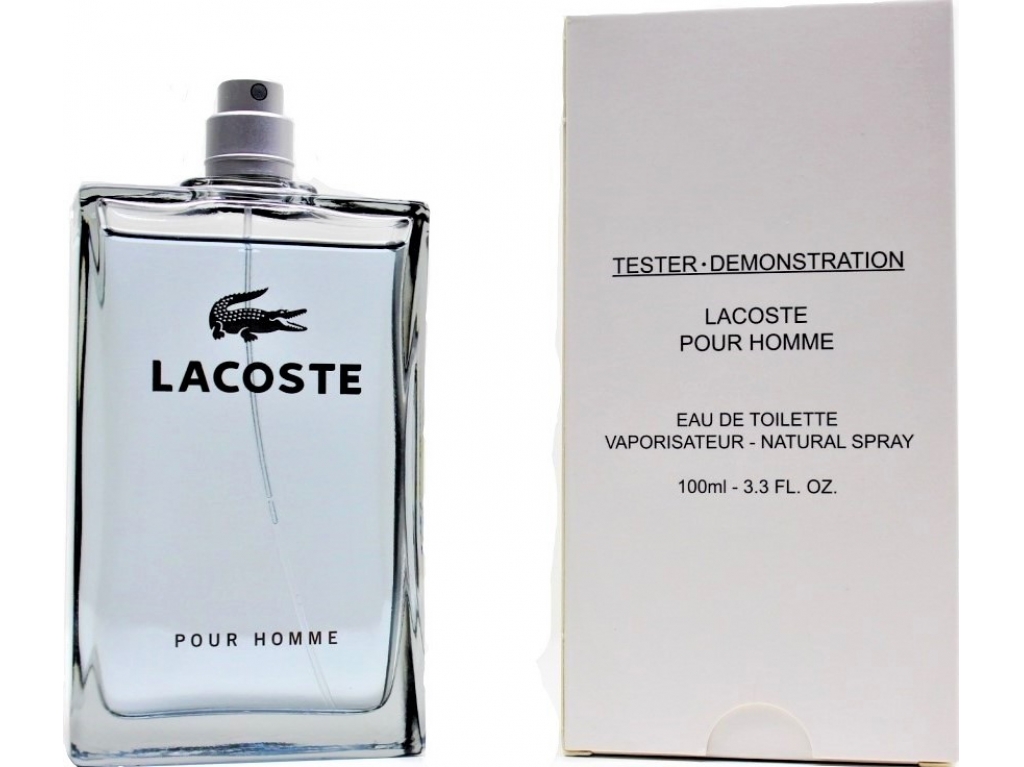 LACOSTE
POUR HOMME
TESTER·DEMONSTRATION
LACOSTE
POUR HOMME
EAU DE TOILETTE
VAPORISATEUR - NATURAL SPRAY
100ml - 3.3 FL. OZ.